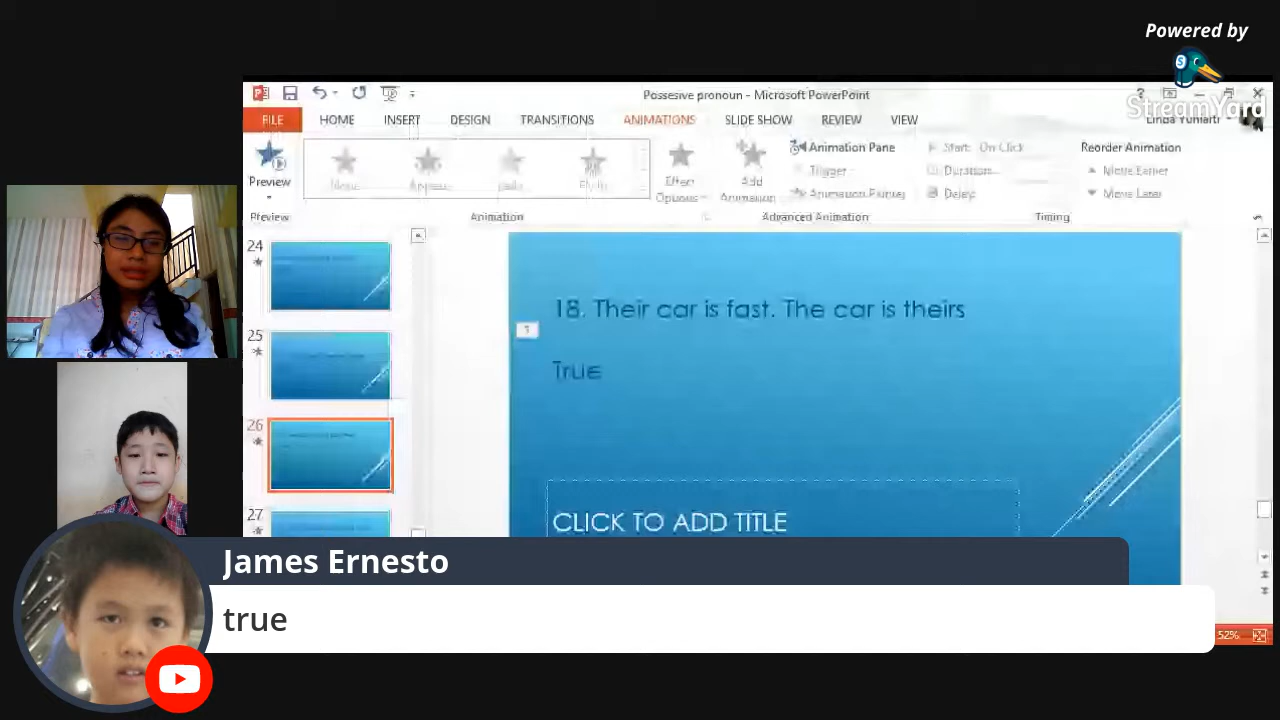 Powered by
StreamYard
Possesive pronoun - Microsoft PowerPoint
FILE HOME INSERT DESIGN TRANSITIONS ANIMATIONS SLIDE SHOW REVIEW VIEW
Linda Yuniarti
Preview
Effect Options
Add Animation
Animation Pane
Trigger
Animation Painter
Start: On Click
Duration:
Delay:
Reorder Animation
Move Earlier
Move Later
Preview Animation Advanced Animation Timing
24
25
26
27
1
18. Their car is fast. The car is theirs
True
CLICK TO ADD TITLE
James Ernesto
true
52%